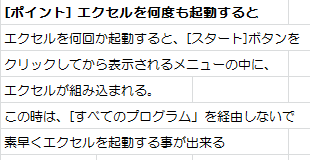 [ポイント] エクセルを何度も起動すると
エクセルを何回か起動すると、[スタート]ボタンを
クリックしてから表示されるメニューの中に、
エクセルが組み込まれる。
この時は、[すべてのプログラム」を経由しないで
素早くエクセルを起動する事が出来る